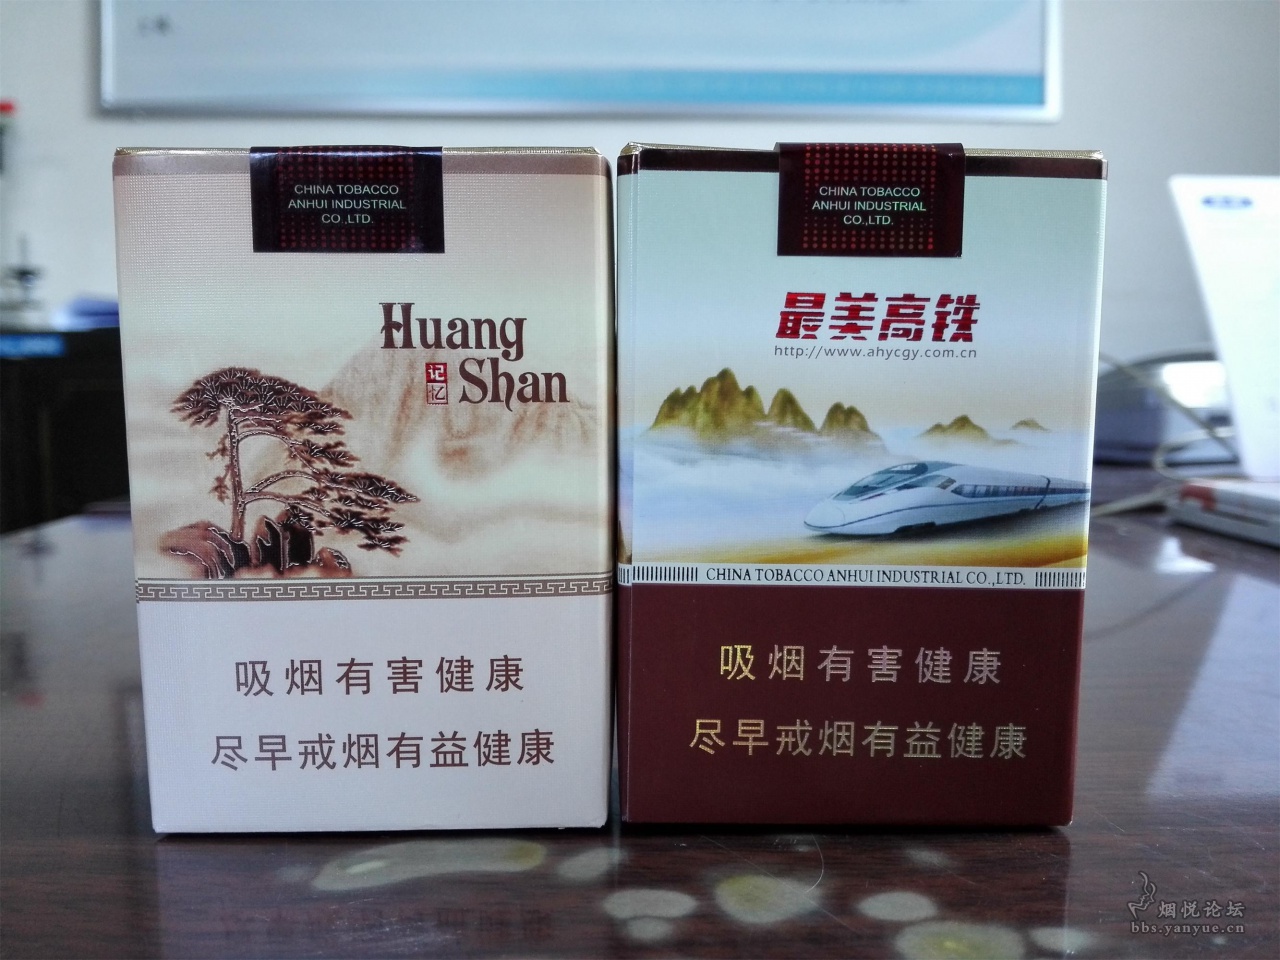 CHINA TOBACCO
ANHUI INDUSTRIAL
CO.,LTD.
Huang
记忆
Shan
吸烟有害健康
尽早戒烟有益健康
CHINA TOBACCO
ANHUI INDUSTRIAL
CO.,LTD.
最美高铁
http://www.ahycgy.com.cn
CHINA TOBACCO ANHUI INDUSTRIAL CO.,LTD.
吸烟有害健康
尽早戒烟有益健康
烟悦论坛
bbs.yanyue.cn